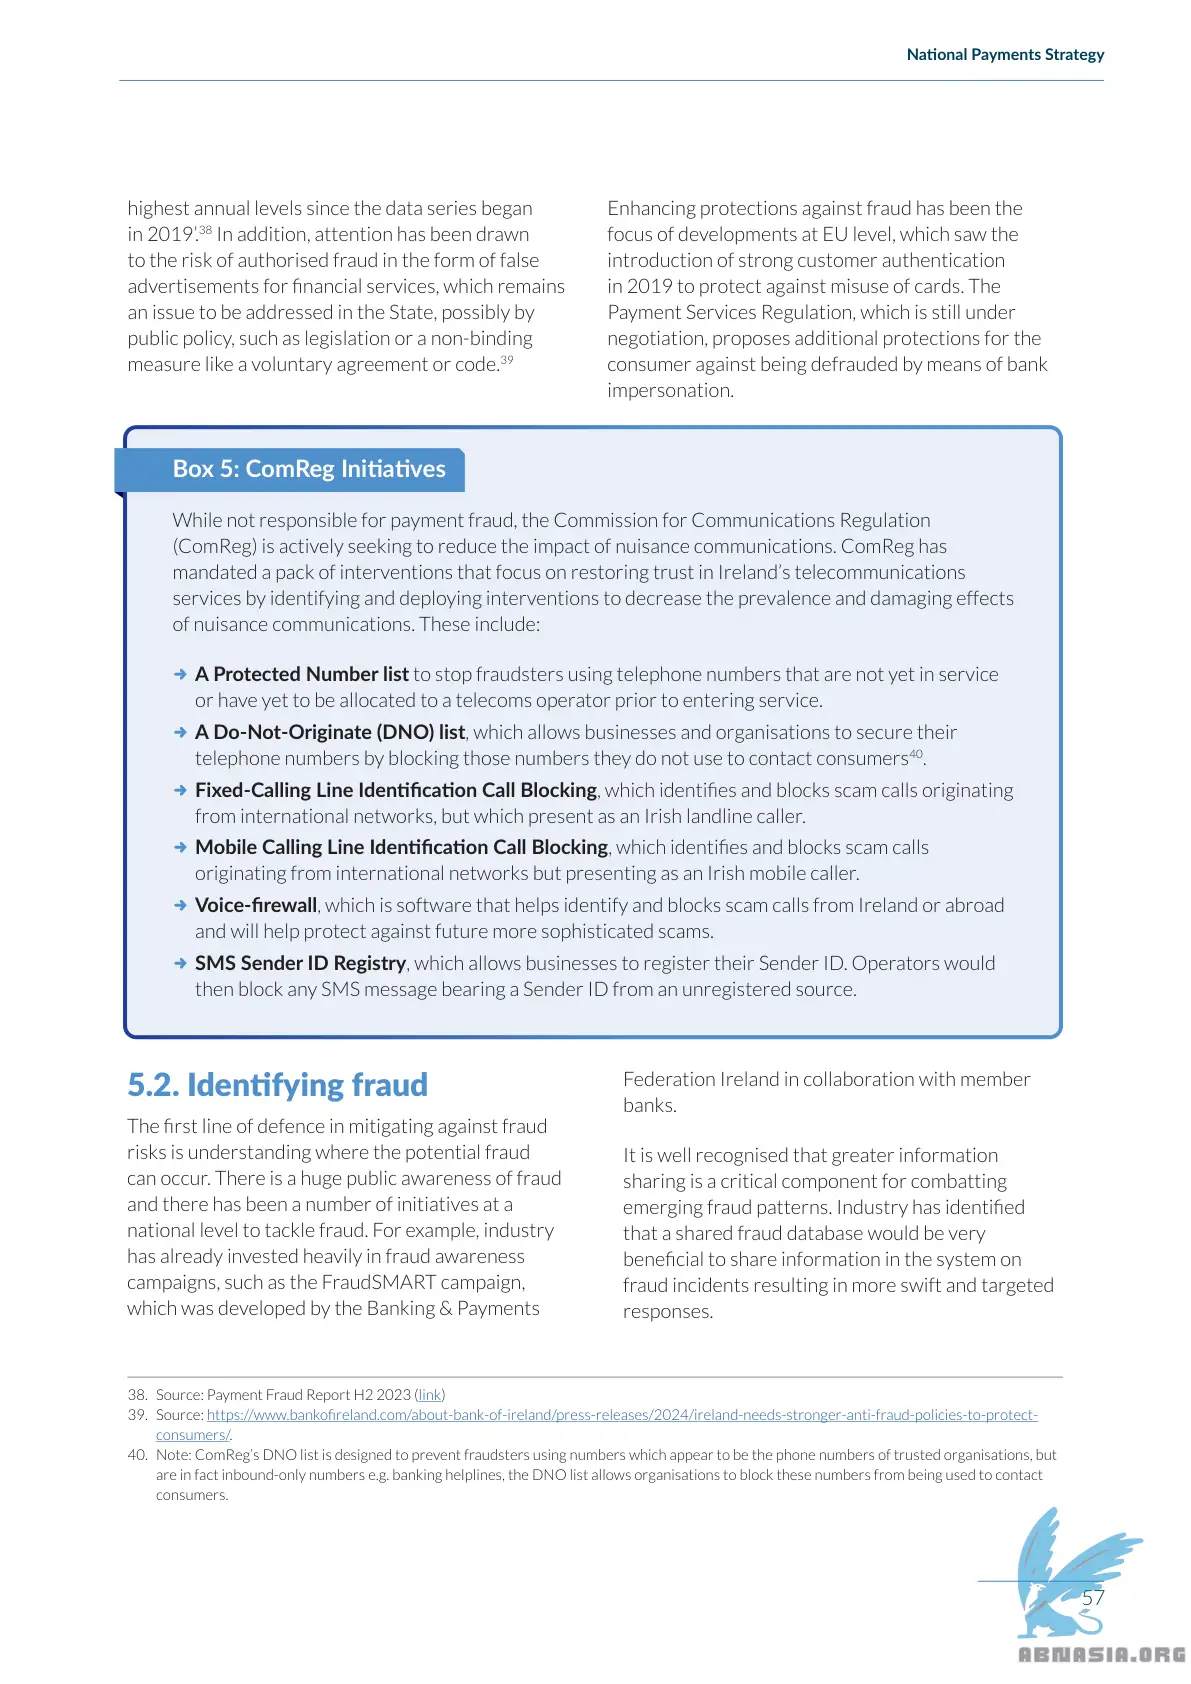 National Payments Strategy
highest annual levels since the data series began
in 2019'.38 In addition, attention has been drawn
to the risk of authorised fraud in the form of false
advertisements for financial services, which remains
an issue to be addressed in the State, possibly by
public policy, such as legislation or a non-binding
measure like a voluntary agreement or code.39
Enhancing protections against fraud has been the
focus of developments at EU level, which saw the
introduction of strong customer authentication
in 2019 to protect against misuse of cards. The
Payment Services Regulation, which is still under
negotiation, proposes additional protections for the
consumer against being defrauded by means of bank
impersonation.
Box 5: ComReg Initiatives
While not responsible for payment fraud, the Commission for Communications Regulation
(ComReg) is actively seeking to reduce the impact of nuisance communications. ComReg has
mandated a pack of interventions that focus on restoring trust in Ireland’s telecommunications
services by identifying and deploying interventions to decrease the prevalence and damaging effects
of nuisance communications. These include:
➔ A Protected Number list to stop fraudsters using telephone numbers that are not yet in service
or have yet to be allocated to a telecoms operator prior to entering service.
➔ A Do-Not-Originate (DNO) list, which allows businesses and organisations to secure their
telephone numbers by blocking those numbers they do not use to contact consumers40.
➔ Fixed-Calling Line Identification Call Blocking, which identifies and blocks scam calls originating
from international networks, but which present as an Irish landline caller.
➔ Mobile Calling Line Identification Call Blocking, which identifies and blocks scam calls
originating from international networks but presenting as an Irish mobile caller.
➔ Voice-firewall, which is software that helps identify and blocks scam calls from Ireland or abroad
and will help protect against future more sophisticated scams.
➔ SMS Sender ID Registry, which allows businesses to register their Sender ID. Operators would
then block any SMS message bearing a Sender ID from an unregistered source.
5.2. Identifying fraud
The first line of defence in mitigating against fraud
risks is understanding where the potential fraud
can occur. There is a huge public awareness of fraud
and there has been a number of initiatives at a
national level to tackle fraud. For example, industry
has already invested heavily in fraud awareness
campaigns, such as the FraudSMART campaign,
which was developed by the Banking & Payments
Federation Ireland in collaboration with member
banks.
It is well recognised that greater information
sharing is a critical component for combatting
emerging fraud patterns. Industry has identified
that a shared fraud database would be very
beneficial to share information in the system on
fraud incidents resulting in more swift and targeted
responses.
38. Source: Payment Fraud Report H2 2023 (link)
39. Source: https://www.bankofireland.com/about-bank-of-ireland/press-releases/2024/ireland-needs-stronger-anti-fraud-policies-to-protect-
consumers/.
40. Note: ComReg’s DNO list is designed to prevent fraudsters using numbers which appear to be the phone numbers of trusted organisations, but
are in fact inbound-only numbers e.g. banking helplines, the DNO list allows organisations to block these numbers from being used to contact
consumers.
57
ABNASIA.ORG